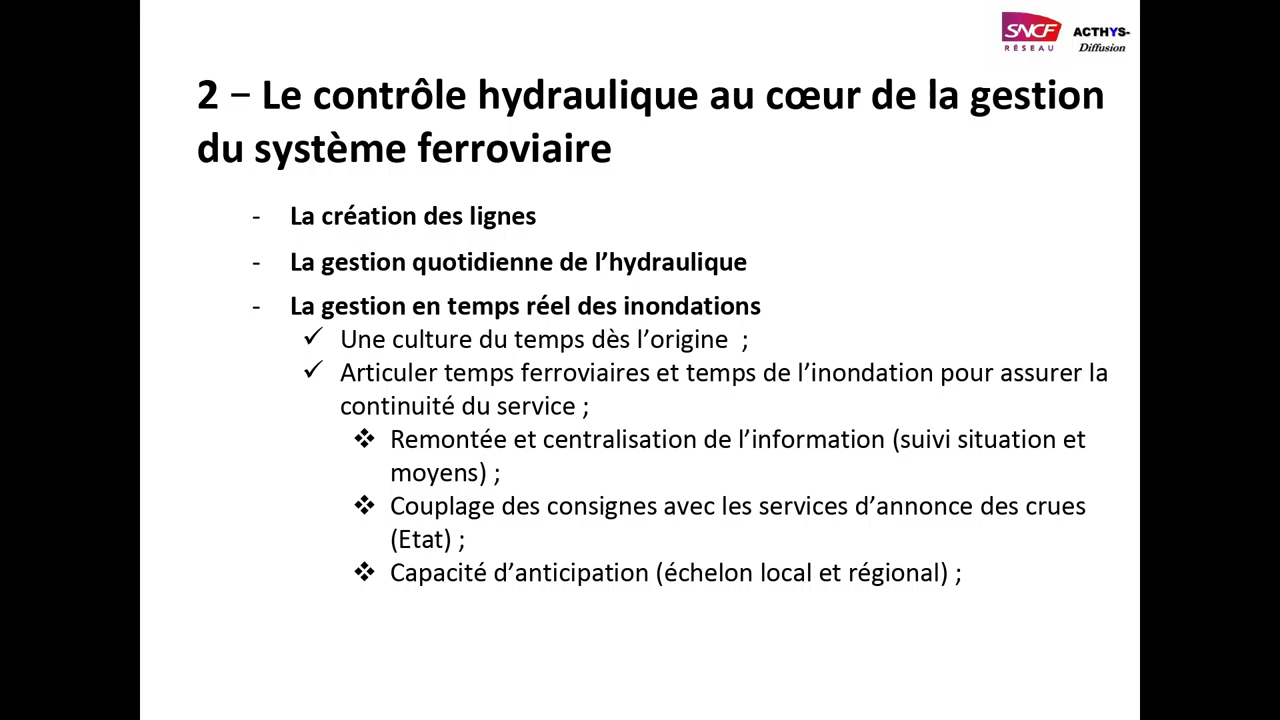 SNCF
RÉSEAU
ACTHYS-
Diffusion
2 – Le contrôle hydraulique au cœur de la gestion
du système ferroviaire
- La création des lignes
- La gestion quotidienne de l’hydraulique
- La gestion en temps réel des inondations
✓ Une culture du temps dès l’origine ;
✓ Articuler temps ferroviaires et temps de l’inondation pour assurer la
continuité du service ;
❖ Remontée et centralisation de l’information (suivi situation et
moyens) ;
❖ Couplage des consignes avec les services d’annonce des crues
(Etat) ;
❖ Capacité d’anticipation (échelon local et régional) ;